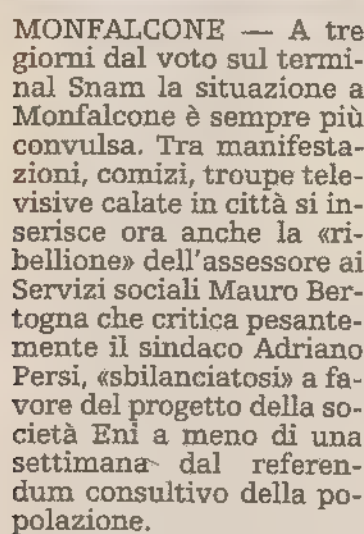 MONFALCONE — A tre
giorni dal voto sul termi-
nal Snam la situazione a
Monfalcone è sempre più
convulsa. Tra manifesta-
zioni, comizi, troupe tele-
visive calate in città si in-
serisce ora anche la «ri-
bellione» dell'assessore ai
Servizi sociali Mauro Ber-
togna che critica pesante-
mente il sindaco Adriano
Persi, «sbilanciatosi» a fa-
vore del progetto della so-
cietà Eni a meno di una
settimana dal referen-
dum consultivo della po-
polazione.